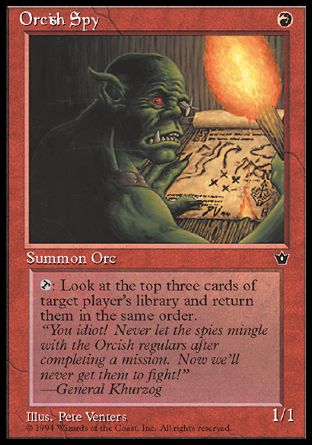 Orcish Spy
PV94
Summon Orc
: Look at the top three cards of
target player's library and return
them in the same order.
"You idiot! Never let the spies mingle
with the Orcish regulars after
completing a mission. Now we'll
never get them to fight!"
—General Khurzog
Illus. Pete Venters
1/1
© 1994 Wizards of the Coast, Inc. All rights reserved.